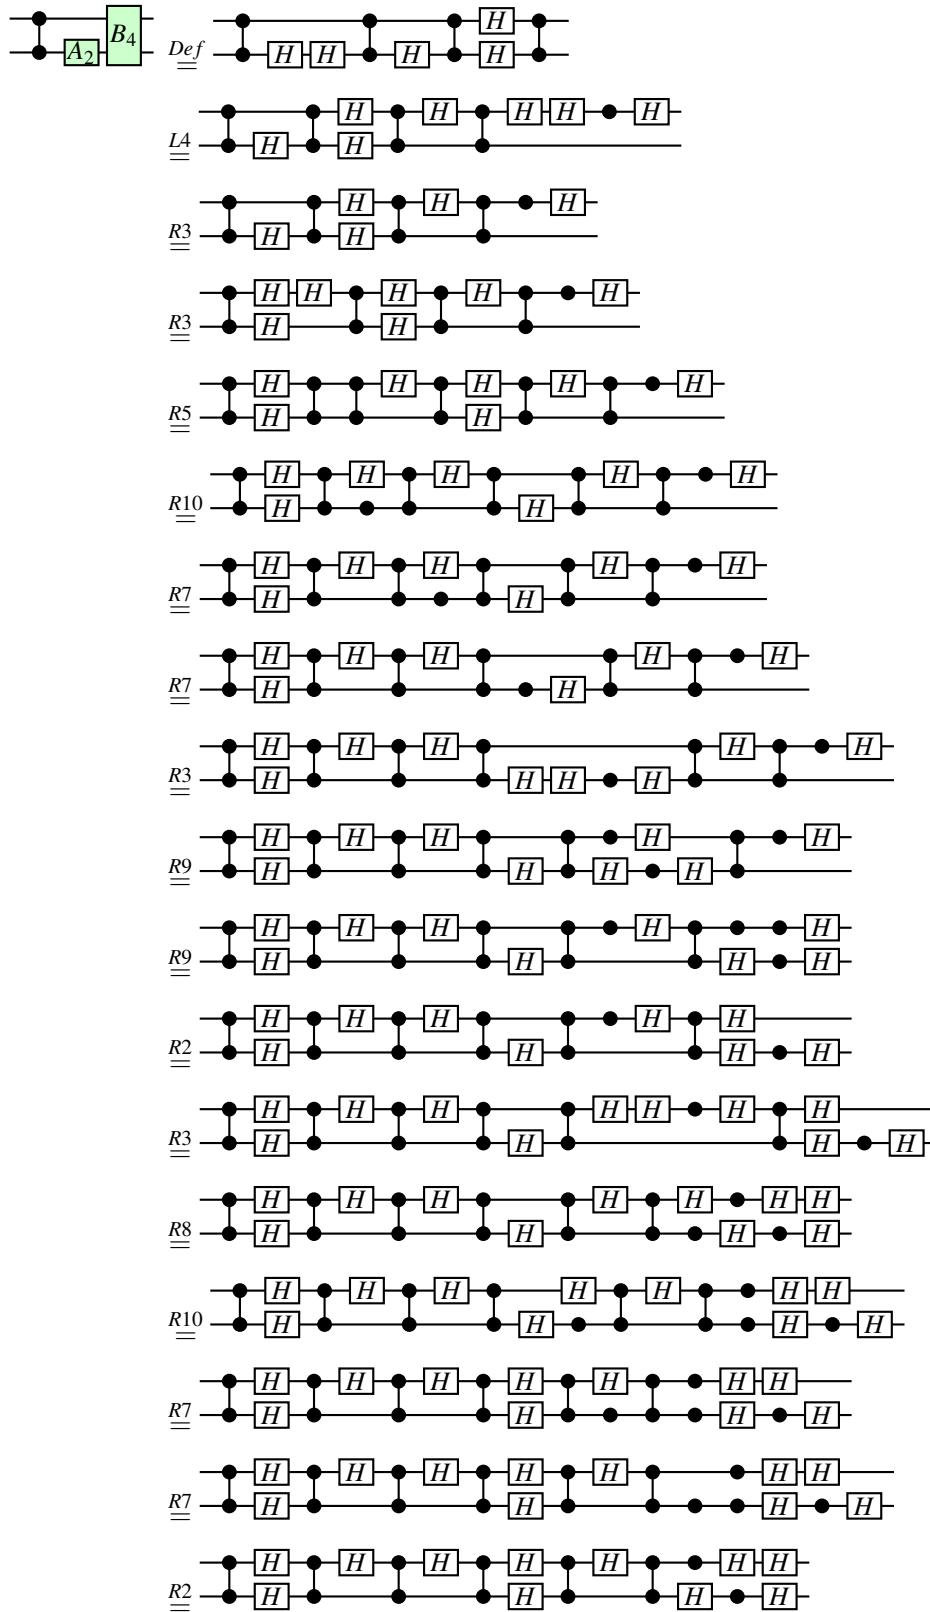 B₄ H
A₂ Def == H H H H
H H H H H
L4 == H H
H H H
R3 == H H
H H H H H
R3 == H H
H H H H H
R5 == H H
H H H H H
R10 == H H
H H H H H
R7 == H H
H H H H H
R7 == H H
H H H H H
R3 == H H H H
H H H H H
R9 == H H H H
H H H H H
R9 == H H H H
H H H H H
R2 == H H H H
H H H H H H H
R3 == H H H H
H H H H H H H
R8 == H H H H
H H H H H H H
R10 == H H H H
H H H H H H H
R7 == H H H H
H H H H H H H
R7 == H H H H
H H H H H H H
R2 == H H H H